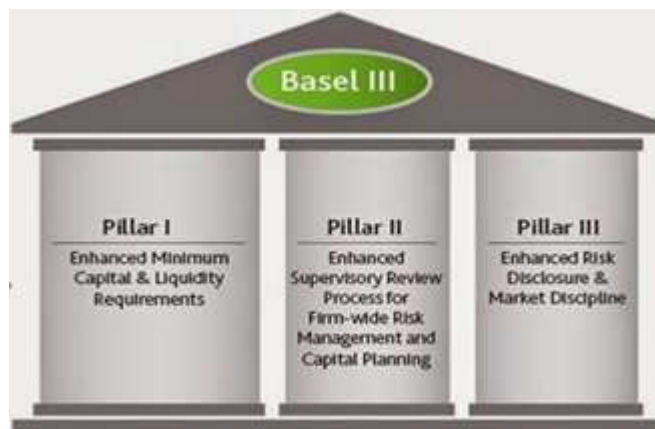 Basel III
Pillar I
Enhanced Minimum
Capital & Liquidity
Requirements
Pillar II
Enhanced
Supervisory Review
Process for
Firm-wide Risk
Management and
Capital Planning
Pillar III
Enhanced Risk
Disclosure &
Market Discipline